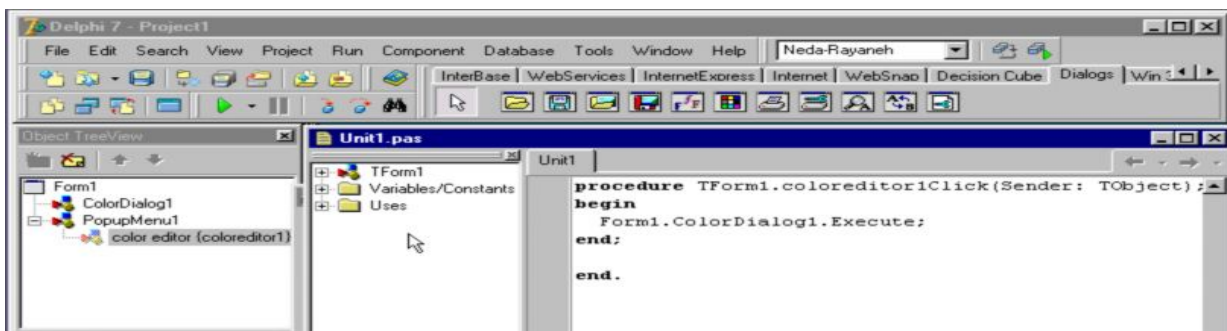 Delphi 7 - Project1
File Edit Search View Project Run Component Database Tools Window Help Neda-Rayaneh
InterBase WebServices InternetExpress Internet WebSnap Decision Cube Dialogs Win
Object TreeView
Form1
ColorDialog1
PopupMenu1
color editor {coloreditor1}
Unit1.pas
TForm1
Variables/Constants
Uses
Unit1
procedure TForm1.coloreditor1Click(Sender: TObject);
begin
Form1.ColorDialog1.Execute;
end;
end.